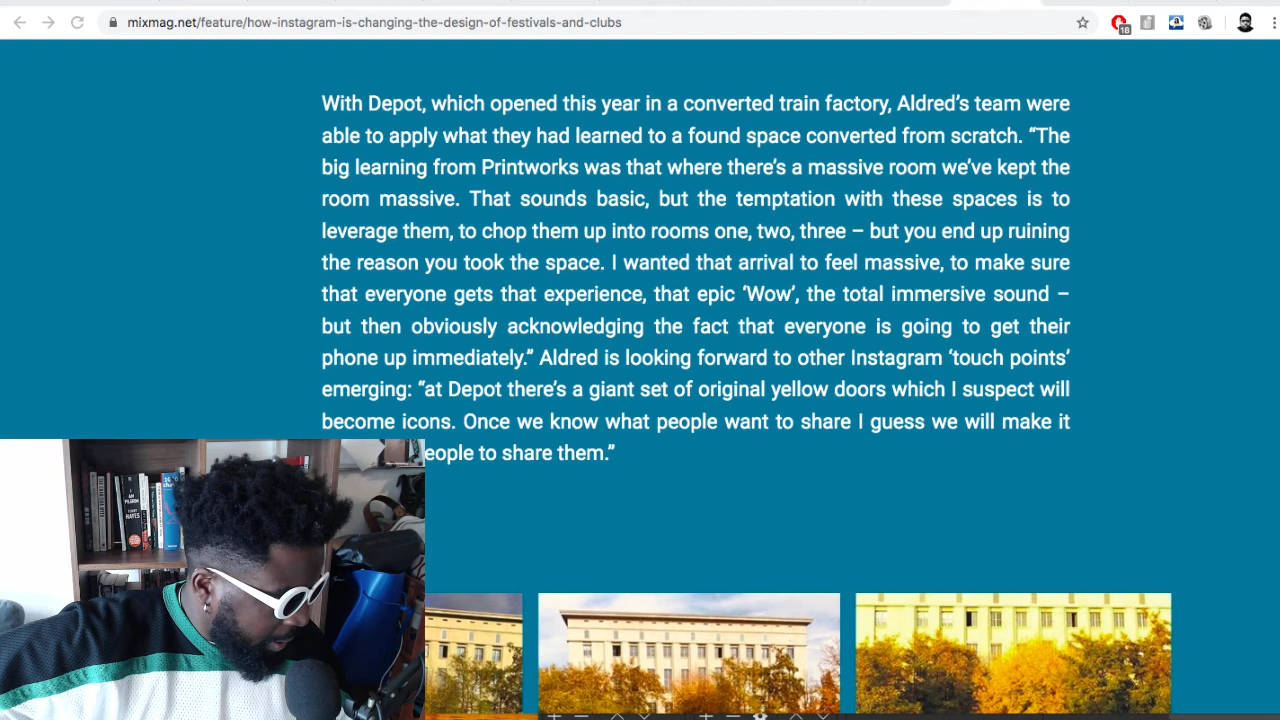 mixmag.net/feature/how-instagram-is-changing-the-design-of-festivals-and-clubs
18
With Depot, which opened this year in a converted train factory, Aldred’s team were
able to apply what they had learned to a found space converted from scratch. “The
big learning from Printworks was that where there’s a massive room we’ve kept the
room massive. That sounds basic, but the temptation with these spaces is to
leverage them, to chop them up into rooms one, two, three – but you end up ruining
the reason you took the space. I wanted that arrival to feel massive, to make sure
that everyone gets that experience, that epic ‘Wow’, the total immersive sound –
but then obviously acknowledging the fact that everyone is going to get their
phone up immediately.” Aldred is looking forward to other Instagram ‘touch points’
emerging: “at Depot there’s a giant set of original yellow doors which I suspect will
become icons. Once we know what people want to share I guess we will make it
eople to share them.”
I AM
PILGRIM
TERRY
HAYES